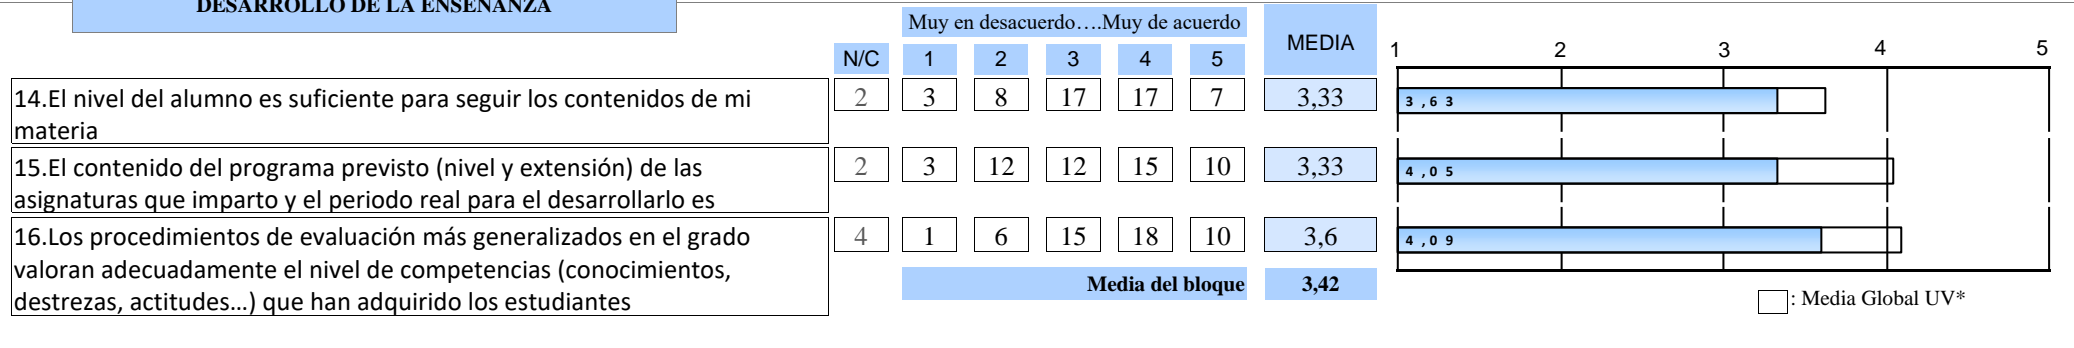 DESARROLLO DE LA ENSEÑANZA
Muy en desacuerdo….Muy de acuerdo
MEDIA
N/C 1 2 3 4 5
1 2 3 4 5
14.El nivel del alumno es suficiente para seguir los contenidos de mi
materia
2 3 8 17 17 7 3,33
3,63
15.El contenido del programa previsto (nivel y extensión) de las
asignaturas que imparto y el periodo real para el desarrollarlo es
2 3 12 12 15 10 3,33
4,05
16.Los procedimientos de evaluación más generalizados en el grado
valoran adecuadamente el nivel de competencias (conocimientos,
destrezas, actitudes…) que han adquirido los estudiantes
4 1 6 15 18 10 3,6
4,09
Media del bloque 3,42
: Media Global UV*